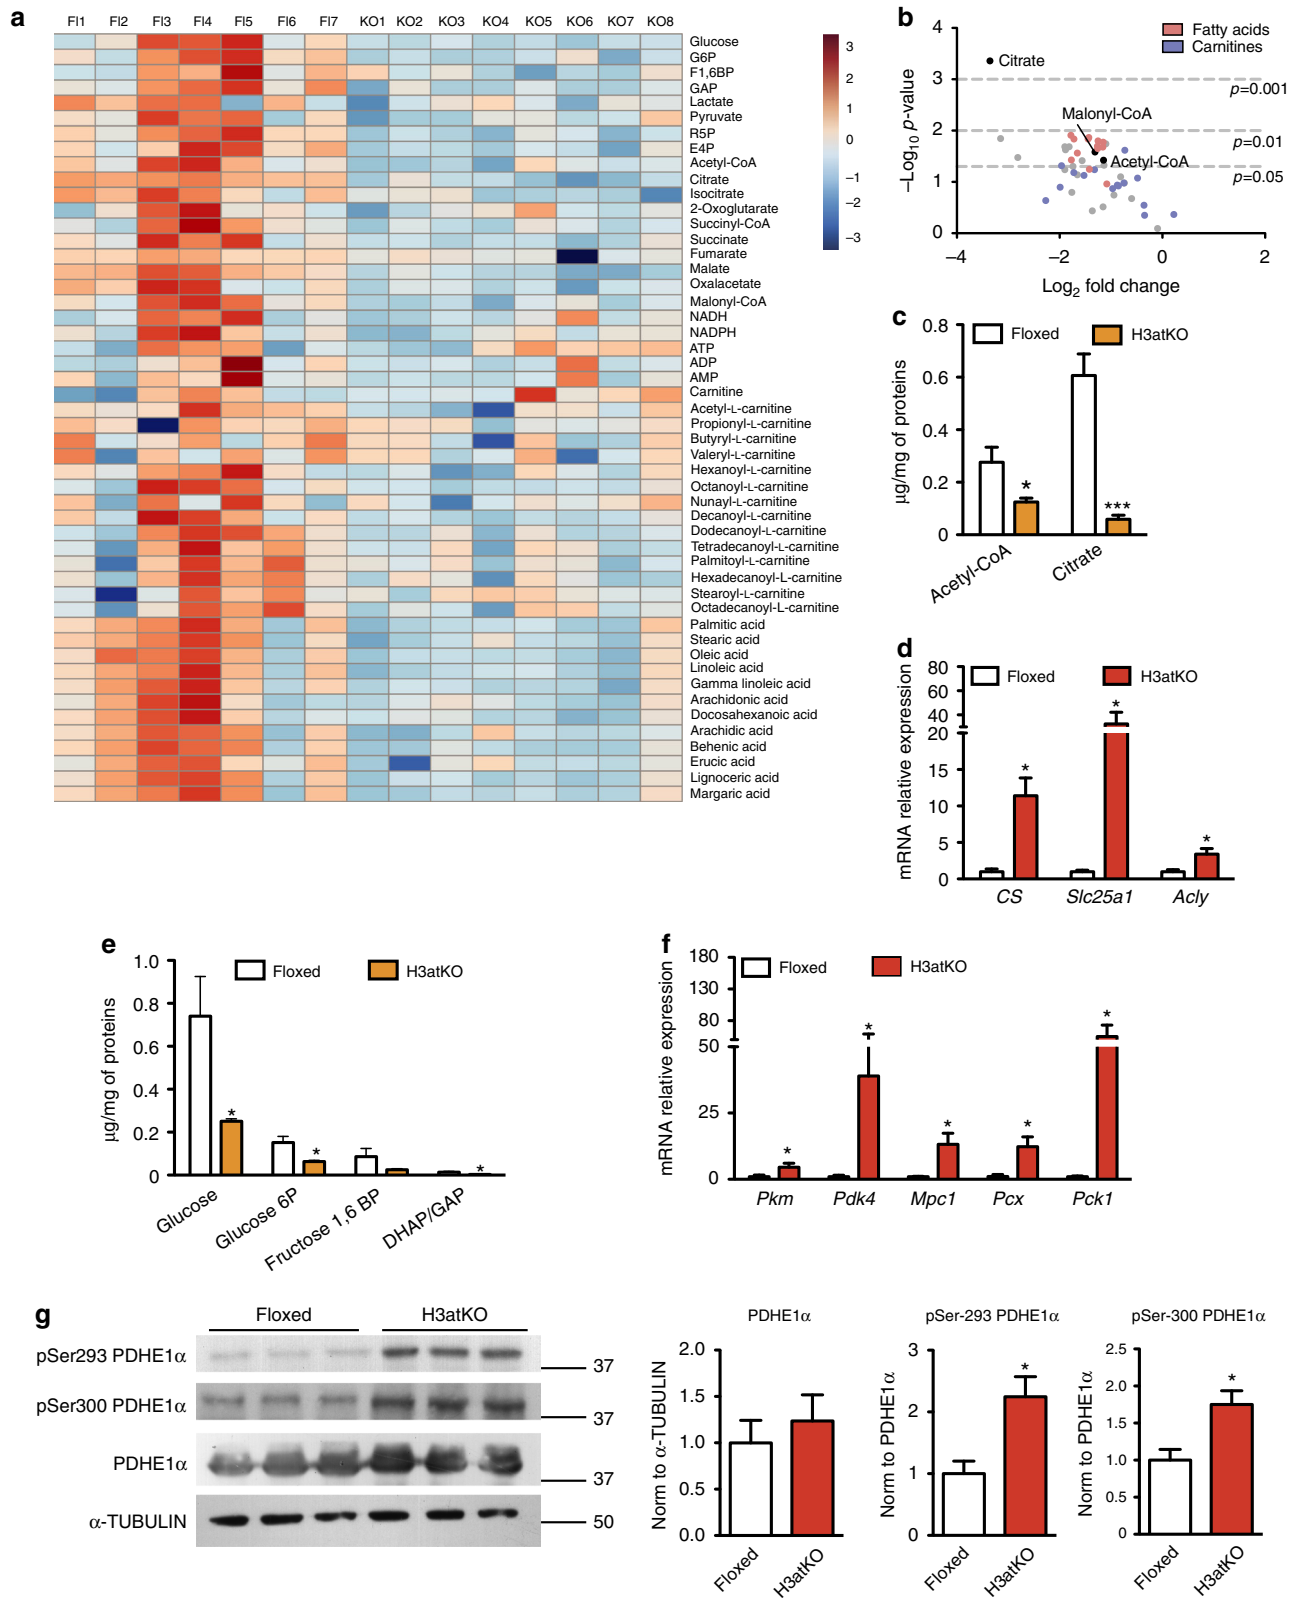 a
Fl1 Fl2 Fl3 Fl4 Fl5 Fl6 Fl7 KO1 KO2 KO3 KO4 KO5 KO6 KO7 KO8
Glucose
G6P
F1,6BP
GAP
Lactate
Pyruvate
R5P
E4P
Acetyl-CoA
Citrate
Isocitrate
2-Oxoglutarate
Succinyl-CoA
Succinate
Fumarate
Malate
Oxalacetate
Malonyl-CoA
NADH
NADPH
ATP
ADP
AMP
Carnitine
Acetyl-L-carnitine
Propionyl-L-carnitine
Butyryl-L-carnitine
Valeryl-L-carnitine
Hexanoyl-L-carnitine
Octanoyl-L-carnitine
Nunayl-L-carnitine
Decanoyl-L-carnitine
Dodecanoyl-L-carnitine
Tetradecanoyl-L-carnitine
Palmitoyl-L-carnitine
Hexadecanoyl-L-carnitine
Stearoyl-L-carnitine
Octadecanoyl-L-carnitine
Palmitic acid
Stearic acid
Oleic acid
Linoleic acid
Gamma linoleic acid
Arachidonic acid
Docosahexanoic acid
Arachidic acid
Behenic acid
Erucic acid
Lignoceric acid
Margaric acid
3
2
1
0
−1
−2
−3
b
Fatty acids
Carnitines
−Log10 p-value
4
3
2
1
0
Citrate
Malonyl-CoA
Acetyl-CoA
p=0.001
p=0.01
p=0.05
−4 −2 0 2
Log2 fold change
c
Floxed H3atKO
µg/mg of proteins
0.8
0.6
0.4
0.2
0
* ***
Acetyl-CoA Citrate
d
Floxed H3atKO
mRNA relative expression
80
60
40
20
15
10
5
0
* * *
CS Slc25a1 Acly
e
Floxed H3atKO
µg/mg of proteins
1.0
0.8
0.6
0.4
0.2
0
* * *
Glucose Glucose 6P Fructose 1,6 BP DHAP/GAP
f
Floxed H3atKO
mRNA relative expression
180
130
80
50
25
0
* * * * *
Pkm Pdk4 Mpc1 Pcx Pck1
g
Floxed H3atKO
pSer293 PDHE1α 37
pSer300 PDHE1α 37
PDHE1α 37
α-TUBULIN 50
PDHE1α
Norm to α-TUBULIN
2.0
1.5
1.0
0.5
0.0
Floxed H3atKO
pSer-293 PDHE1α
Norm to PDHE1α
3
2
1
0
*
Floxed H3atKO
pSer-300 PDHE1α
Norm to PDHE1α
2.5
2.0
1.5
1.0
0.5
0
*
Floxed H3atKO